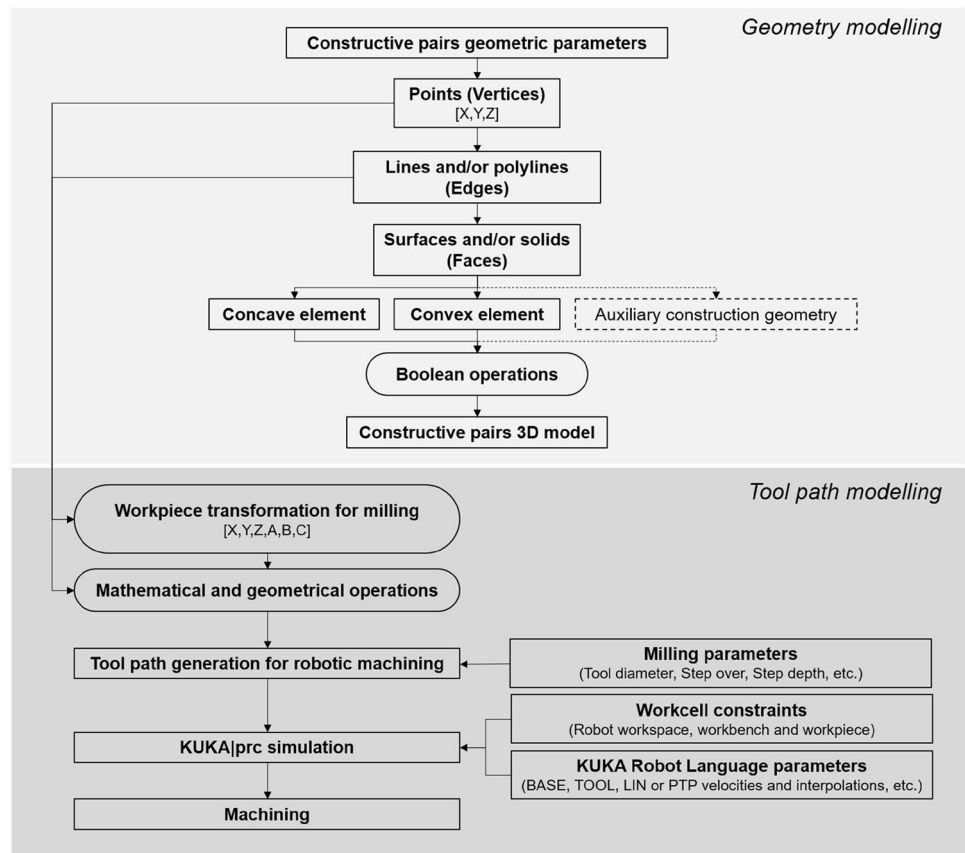 Geometry modelling
Constructive pairs geometric parameters
Points (Vertices)
[X,Y,Z]
Lines and/or polylines
(Edges)
Surfaces and/or solids
(Faces)
Concave element
Convex element
Auxiliary construction geometry
Boolean operations
Constructive pairs 3D model
Tool path modelling
Workpiece transformation for milling
[X,Y,Z,A,B,C]
Mathematical and geometrical operations
Tool path generation for robotic machining
Milling parameters
(Tool diameter, Step over, Step depth, etc.)
Workcell constraints
(Robot workspace, workbench and workpiece)
KUKA|prc simulation
KUKA Robot Language parameters
(BASE, TOOL, LIN or PTP velocities and interpolations, etc.)
Machining